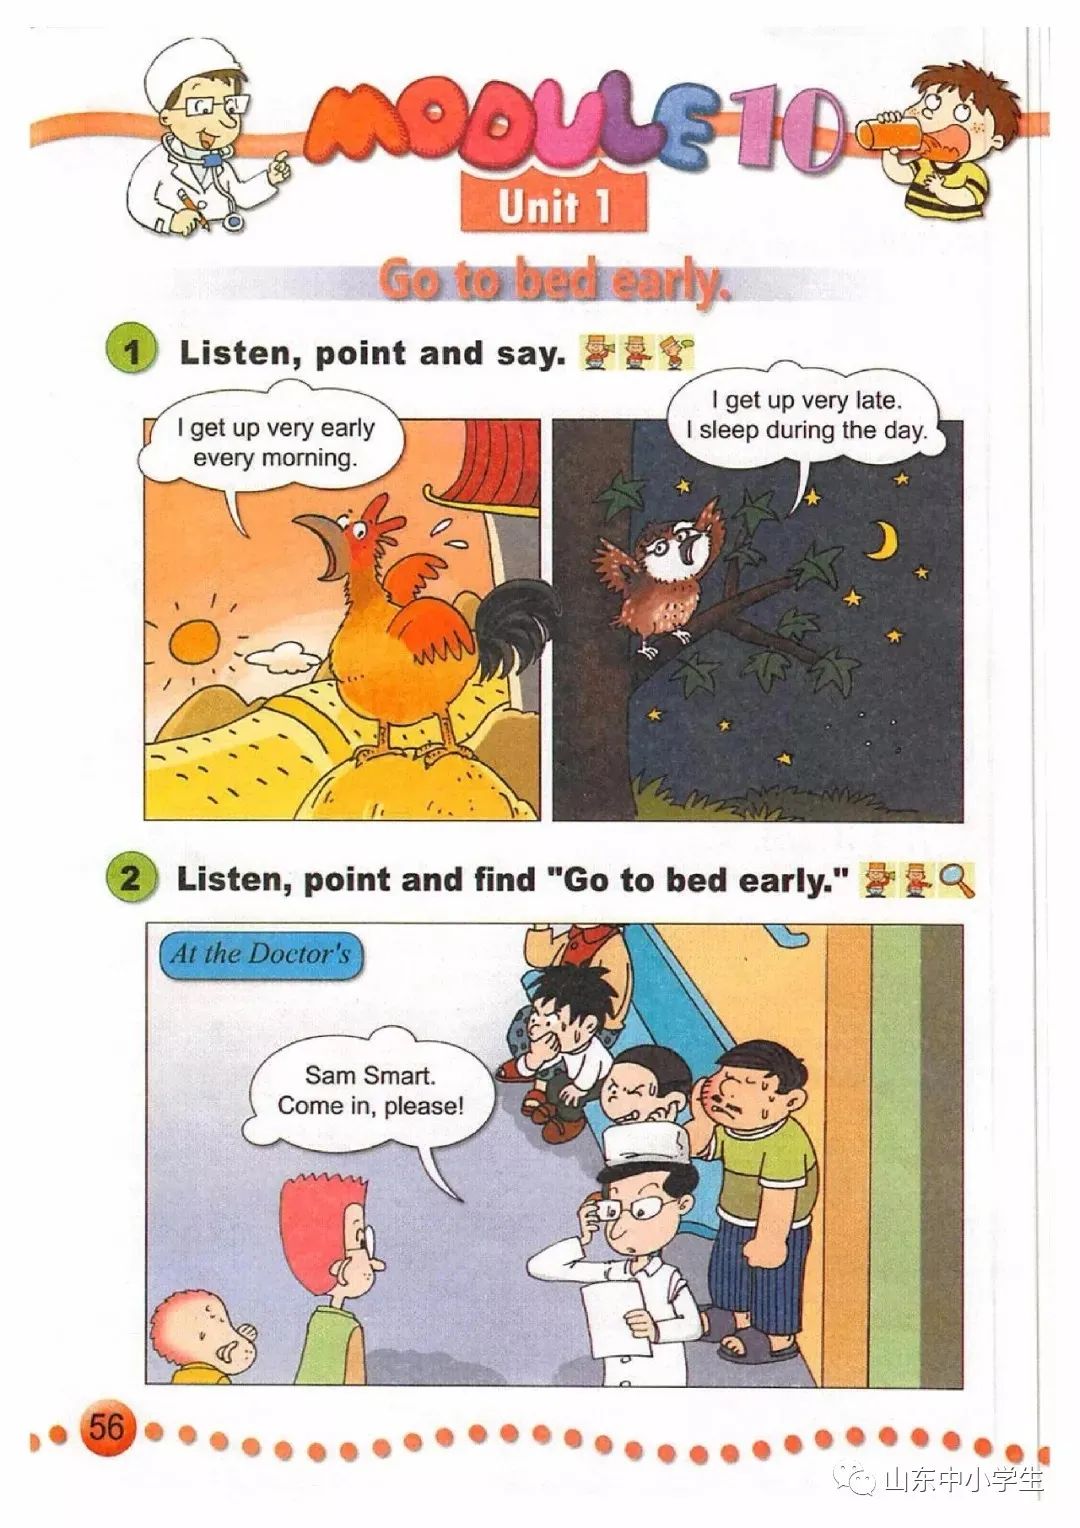 MODULE 10
Unit 1
Go to bed early.
1 Listen, point and say.
I get up very early
every morning.
I get up very late.
I sleep during the day.
2 Listen, point and find "Go to bed early."
At the Doctor's
Sam Smart.
Come in, please!
56
山东中小学生